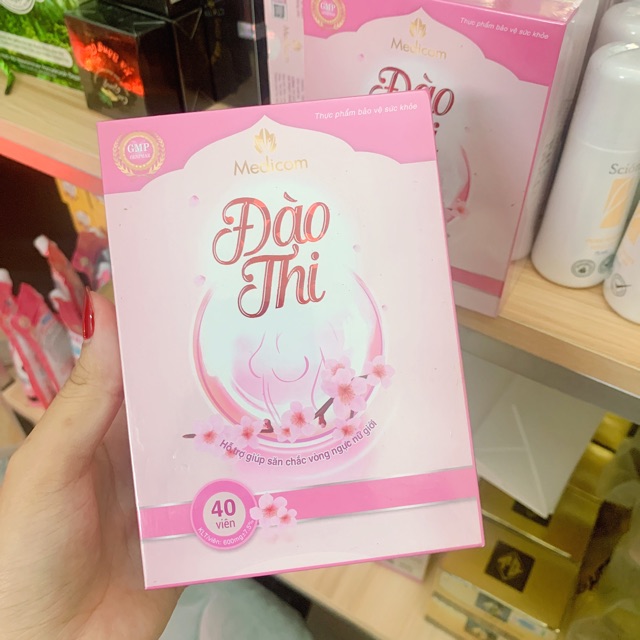 Medicom
Thực phẩm bảo vệ sức khỏe
Đào
Thực phẩm bảo vệ sức khỏe
GMP
Medicom
Đào
Thi
Hỗ trợ giúp săn chắc vòng ngực nữ giới
40
viên